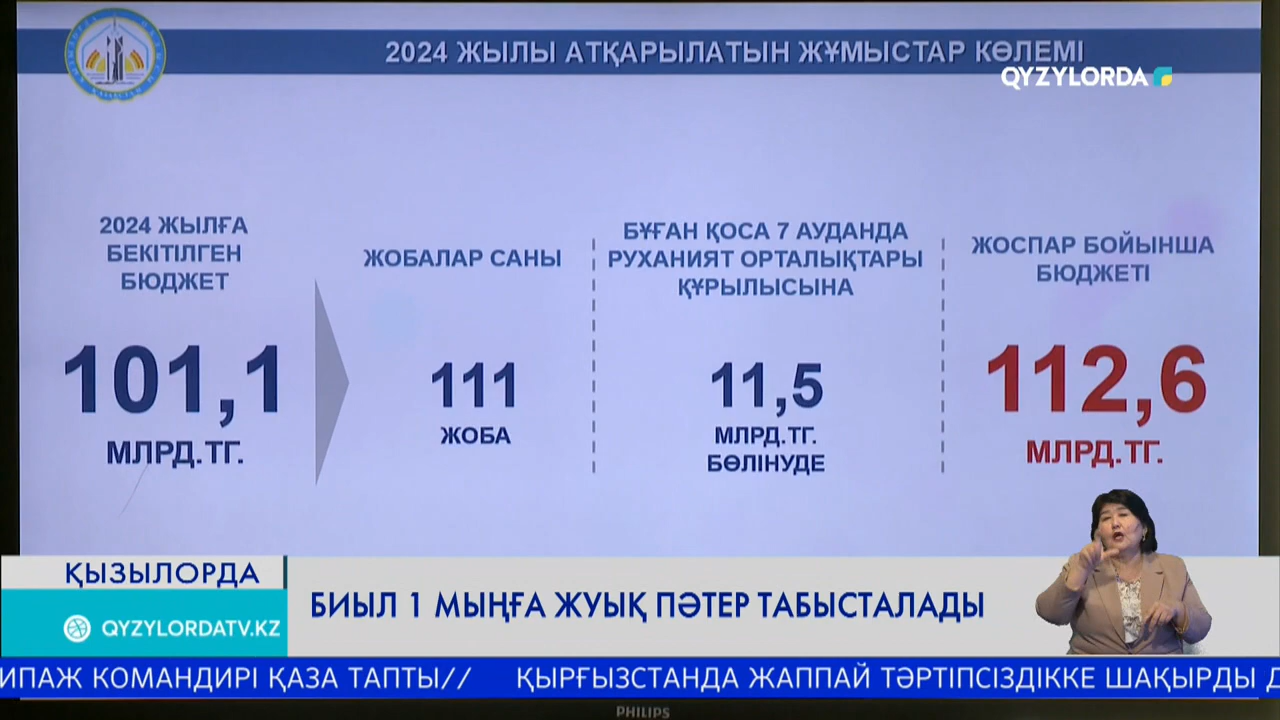 2024 ЖЫЛЫ АТҚАРЫЛАТЫН ЖҰМЫСТАР КӨЛЕМІ
QYZYLORDA
2024 ЖЫЛҒА
БЕКІТІЛГЕН
БЮДЖЕТ
101,1
МЛРД.ТГ.
ЖОБАЛАР САНЫ
111
ЖОБА
БҰҒАН ҚОСА 7 АУДАНДА
РУХАНИЯТ ОРТАЛЫҚТАРЫ
ҚҰРЫЛЫСЫНА
11,5
МЛРД.ТГ.
БӨЛІНУДЕ
ЖОСПАР БОЙЫНША
БЮДЖЕТІ
112,6
МЛРД.ТГ.
ҚЫЗЫЛОРДА
QYZYLORDATV.KZ
БИЫЛ 1 МЫҢҒА ЖУЫҚ ПӘТЕР ТАБЫСТАЛАДЫ
ИПАЖ КОМАНДИРІ ҚАЗА ТАПТЫ// ҚЫРҒЫЗСТАНДА ЖАППАЙ ТӘРТІПСІЗДІККЕ ШАҚЫРДЫ Д
PHILIPS